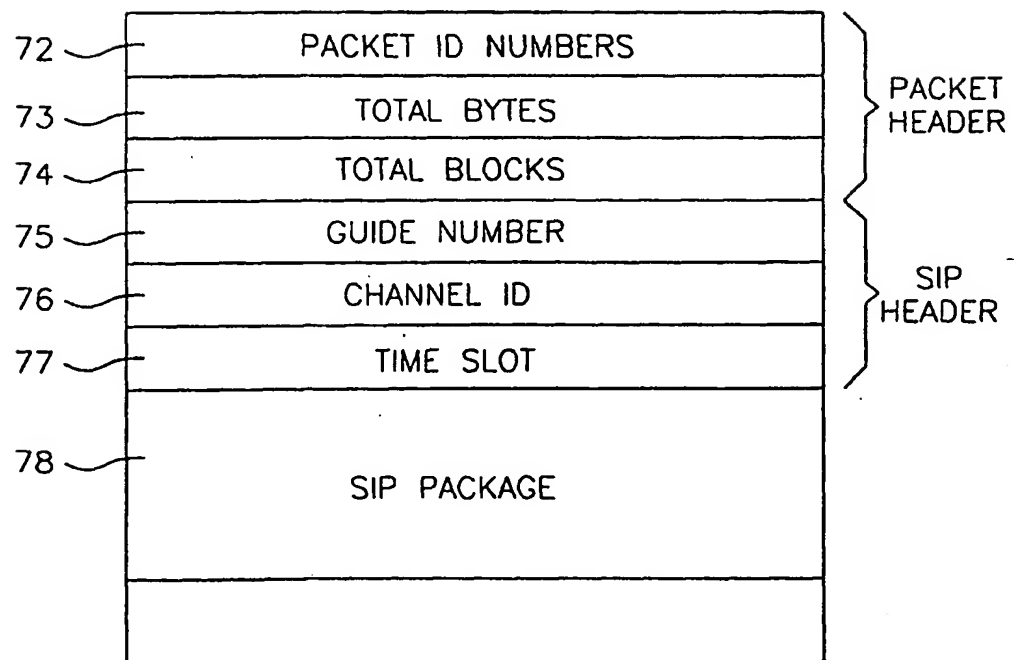 72 PACKET ID NUMBERS
73 TOTAL BYTES
74 TOTAL BLOCKS
PACKET
HEADER
75 GUIDE NUMBER
76 CHANNEL ID
77 TIME SLOT
SIP
HEADER
78 SIP PACKAGE